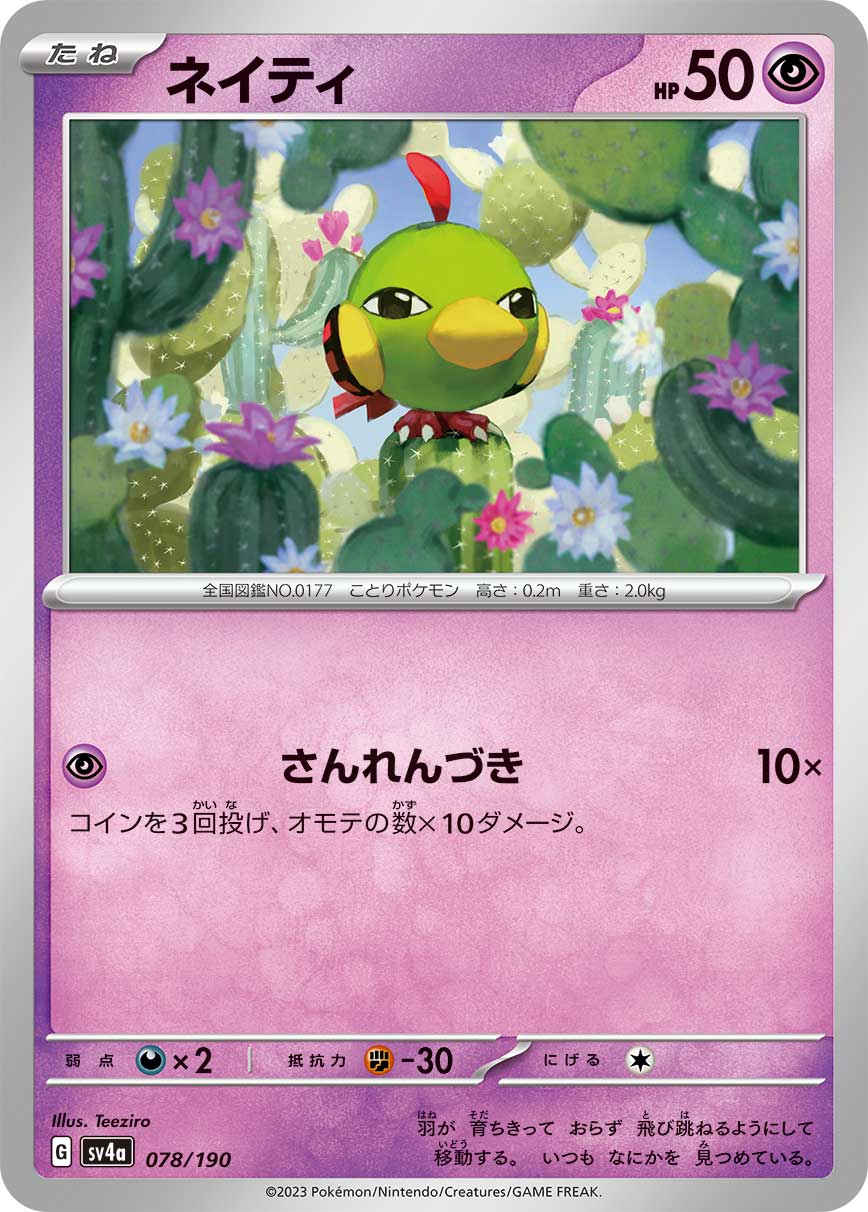 たね
ネイティ
HP50
全国図鑑NO.0177 ことりポケモン 高さ：0.2m 重さ：2.0kg
さんれんづき 10×
コインを3回投げ、オモテの数×10ダメージ。
弱点 ×2 抵抗力 -30 にげる
Illus. Teeziro
G sv4a 078/190
羽が 育ちきって おらず 飛び跳ねるようにして
移動する。 いつも なにかを 見つめている。
©2023 Pokémon/Nintendo/Creatures/GAME FREAK.